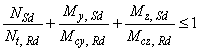 N_{Sd}/N_{t, Rd} + M_{y, Sd}/M_{cy, Rd} + M_{z, Sd}/M_{cz, Rd} ≤ 1